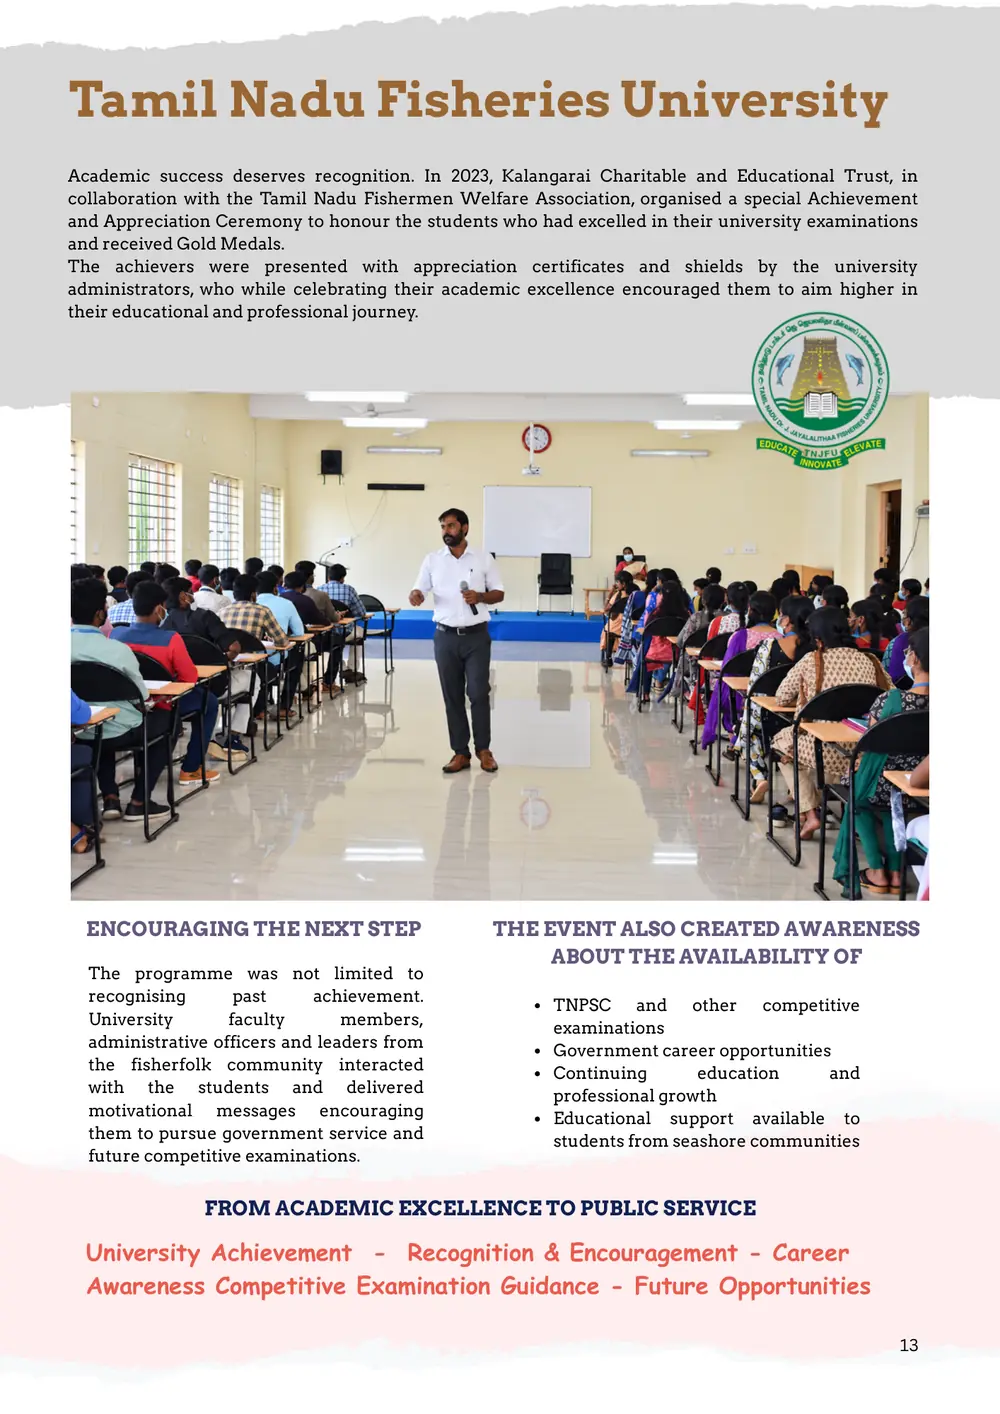 Tamil Nadu Fisheries University
Academic success deserves recognition. In 2023, Kalangarai Charitable and Educational Trust, in
collaboration with the Tamil Nadu Fishermen Welfare Association, organised a special Achievement
and Appreciation Ceremony to honour the students who had excelled in their university examinations
and received Gold Medals.
The achievers were presented with appreciation certificates and shields by the university
administrators, who while celebrating their academic excellence encouraged them to aim higher in
their educational and professional journey.
TAMIL NADU Dr. J. JAYALALITHAA FISHERIES UNIVERSITY
TNJFU
EDUCATE INNOVATE ELEVATE
ENCOURAGING THE NEXT STEP
The programme was not limited to
recognising past achievement.
University faculty members,
administrative officers and leaders from
the fisherfolk community interacted
with the students and delivered
motivational messages encouraging
them to pursue government service and
future competitive examinations.
THE EVENT ALSO CREATED AWARENESS
ABOUT THE AVAILABILITY OF
• TNPSC and other competitive
examinations
• Government career opportunities
• Continuing education and
professional growth
• Educational support available to
students from seashore communities
FROM ACADEMIC EXCELLENCE TO PUBLIC SERVICE
University Achievement - Recognition & Encouragement - Career
Awareness Competitive Examination Guidance - Future Opportunities
13